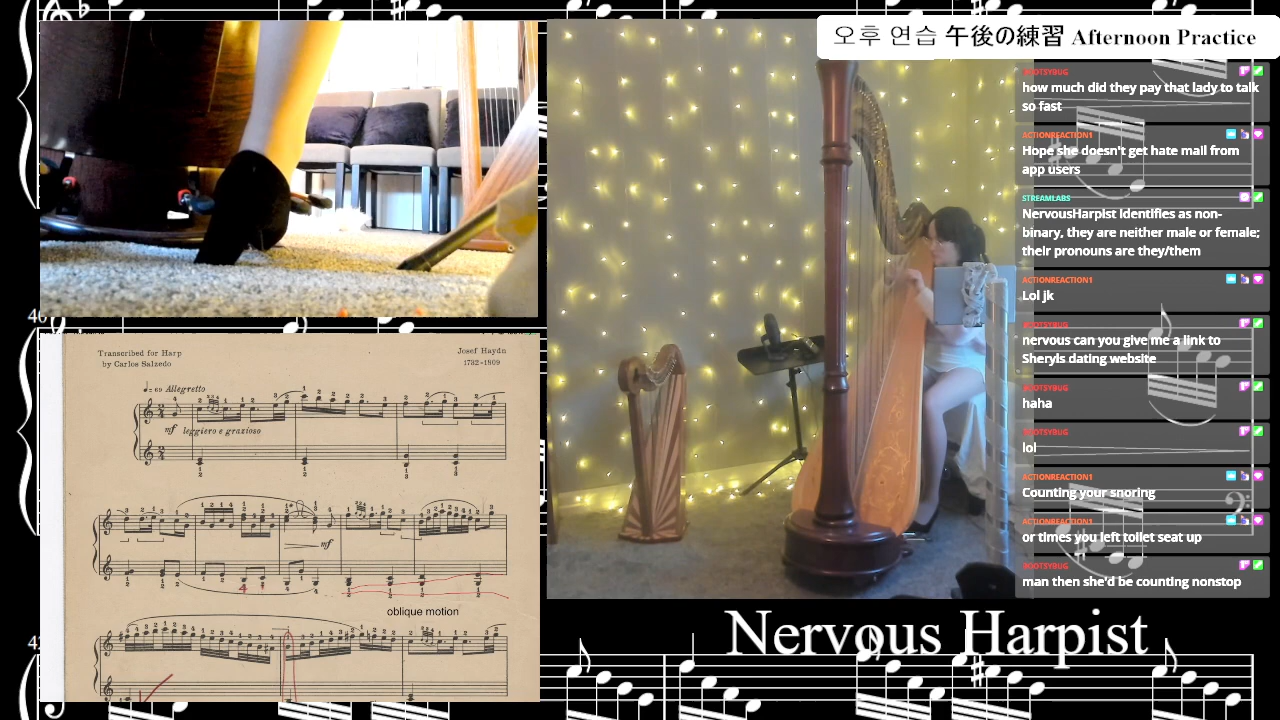 오후 연습 午後の練習 Afternoon Practice
BOOTSYBUG
how much did they pay that lady to talk
so fast
ACTIONREACTION1
Hope she doesn't get hate mail from
app users
STREAMLABS
NervousHarpist identifies as non-
binary, they are neither male or female;
their pronouns are they/them
ACTIONREACTION1
Lol jk
BOOTSYBUG
nervous can you give me a link to
Sheryls dating website
BOOTSYBUG
haha
BOOTSYBUG
lol
ACTIONREACTION1
Counting your snoring
ACTIONREACTION1
or times you left toilet seat up
BOOTSYBUG
man then she'd be counting nonstop
Transcribed for Harp
by Carlos Salzedo
Josef Haydn
1732-1809
♩= 69 Allegretto
mf leggiero e grazioso
mf
oblique motion
Nervous Harpist